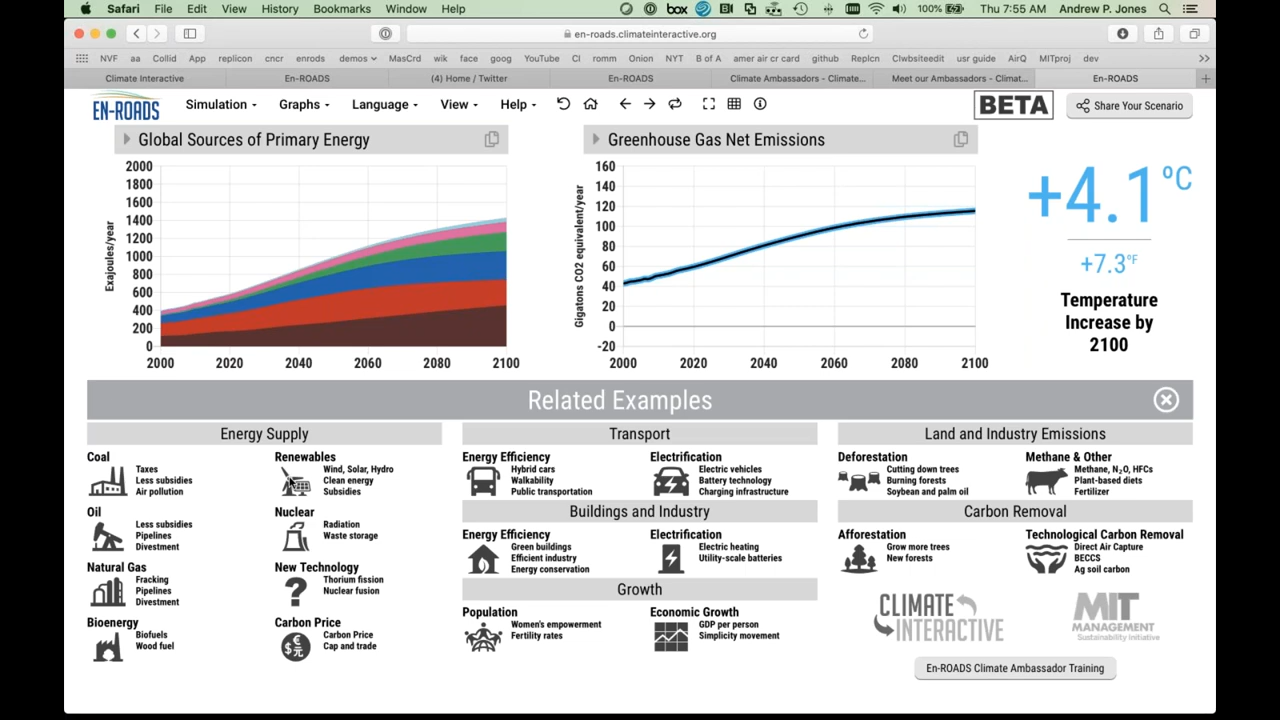 Safari File Edit View History Bookmarks Window Help box 100% Thu 7:55 AM Andrew P. Jones
en-roads.climateinteractive.org
NVF aa Collid App replicon cncr enrods demos MasCrd wik face goog YouTube CI romm Onion NYT B of A amer air cr card github Replcn Clwbsiteedit usr guide AirQ MITproj dev
Climate Interactive En-ROADS (4) Home / Twitter En-ROADS Climate Ambassadors - Climate... Meet our Ambassadors - Climat... En-ROADS
EN-ROADS Simulation Graphs Language View Help BETA Share Your Scenario
Global Sources of Primary Energy
Exajoules/year
2000
1800
1600
1400
1200
1000
800
600
400
200
0
2000 2020 2040 2060 2080 2100
Greenhouse Gas Net Emissions
Gigatons CO2 equivalent/year
160
140
120
100
80
60
40
20
0
-20
2000 2020 2040 2060 2080 2100
+4.1ºC
+7.3°F
Temperature
Increase by
2100
Related Examples
Energy Supply
Coal
Taxes
Less subsidies
Air pollution
Renewables
Wind, Solar, Hydro
Clean energy
Subsidies
Oil
Less subsidies
Pipelines
Divestment
Nuclear
Radiation
Waste storage
Natural Gas
Fracking
Pipelines
Divestment
New Technology
Thorium fission
Nuclear fusion
Bioenergy
Biofuels
Wood fuel
Carbon Price
Carbon Price
Cap and trade
Transport
Energy Efficiency
Hybrid cars
Walkability
Public transportation
Electrification
Electric vehicles
Battery technology
Charging infrastructure
Buildings and Industry
Energy Efficiency
Green buildings
Efficient industry
Energy conservation
Electrification
Electric heating
Utility-scale batteries
Growth
Population
Women's empowerment
Fertility rates
Economic Growth
GDP per person
Simplicity movement
Land and Industry Emissions
Deforestation
Cutting down trees
Burning forests
Soybean and palm oil
Methane & Other
Methane, N₂O, HFCs
Plant-based diets
Fertilizer
Carbon Removal
Afforestation
Grow more trees
New forests
Technological Carbon Removal
Direct Air Capture
BECCS
Ag soil carbon
CLIMATE
INTERACTIVE
MIT
MANAGEMENT
Sustainability Initiative
En-ROADS Climate Ambassador Training